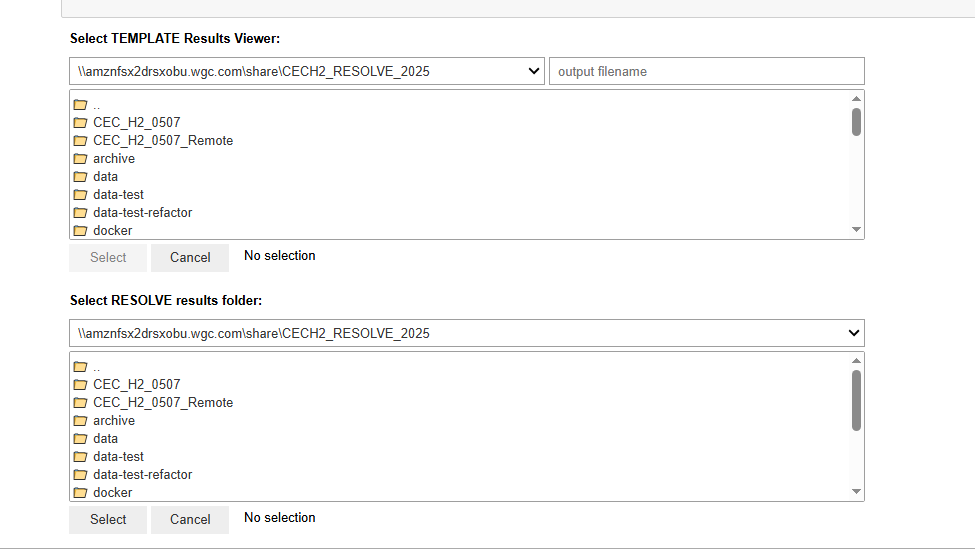 Select TEMPLATE Results Viewer:
\\amznfsx2drsxobu.wgc.com\share\CECH2_RESOLVE_2025 output filename
..
CEC_H2_0507
CEC_H2_0507_Remote
archive
data
data-test
data-test-refactor
docker
Select Cancel No selection
Select RESOLVE results folder:
\\amznfsx2drsxobu.wgc.com\share\CECH2_RESOLVE_2025
..
CEC_H2_0507
CEC_H2_0507_Remote
archive
data
data-test
data-test-refactor
docker
Select Cancel No selection